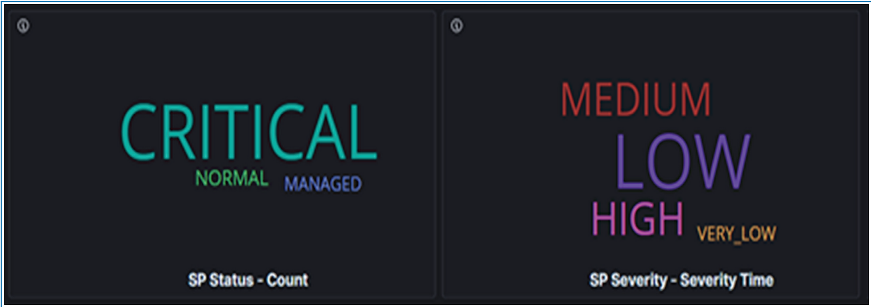 CRITICAL
NORMAL
MANAGED
SP Status - Count
MEDIUM
LOW
HIGH
VERY_LOW
SP Severity - Severity Time